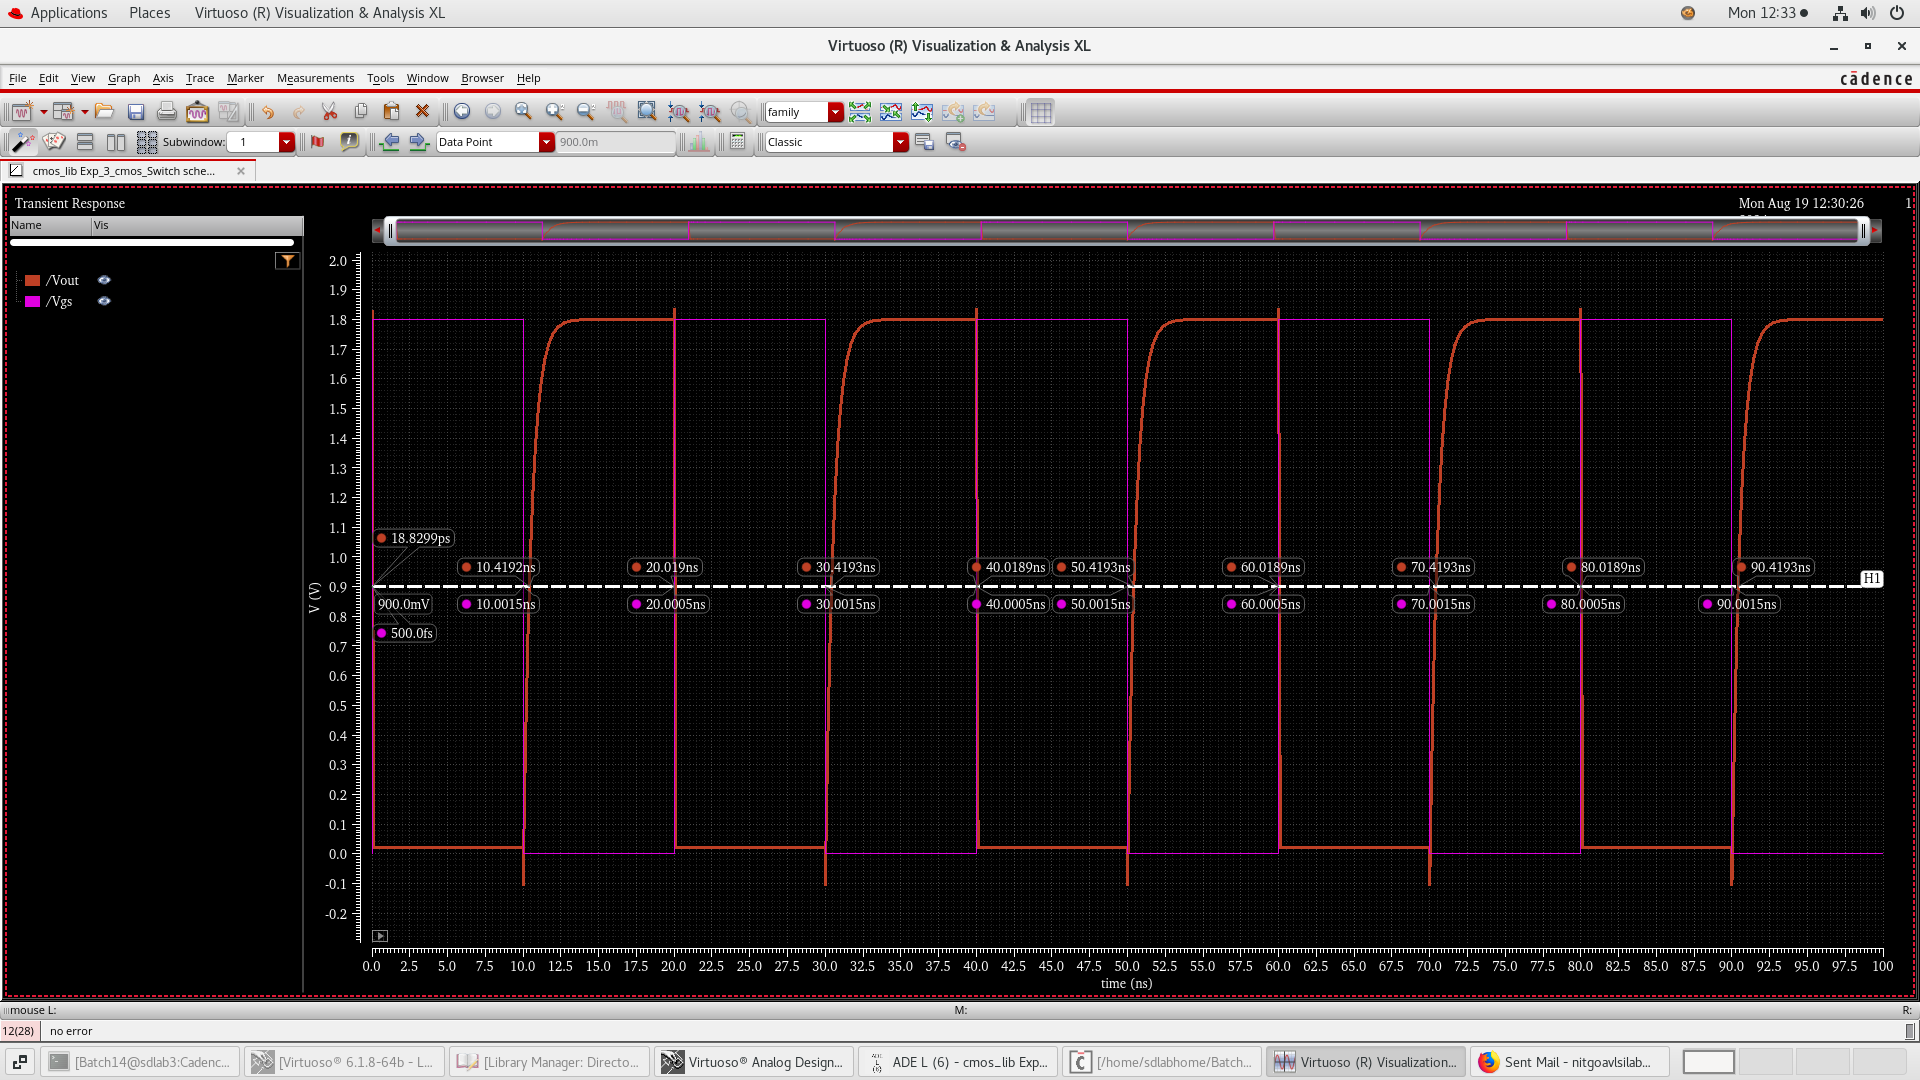 Applications Places Virtuoso (R) Visualization & Analysis XL Mon 12:33
Virtuoso (R) Visualization & Analysis XL
File Edit View Graph Axis Trace Marker Measurements Tools Window Browser Help cādence
family
Subwindow: 1 Data Point 900.0m Classic
cmos_lib Exp_3_cmos_Switch sche...
Transient Response Mon Aug 19 12:30:26 1
Name Vis
/Vout
/Vgs
2.0
1.9
1.8
1.7
1.6
1.5
1.4
1.3
1.2
1.1
1.0
0.9
0.8
0.7
0.6
0.5
0.4
0.3
0.2
0.1
0.0
-0.1
-0.2
V (V)
18.8299ps
10.4192ns 20.019ns 30.4193ns 40.0189ns 50.4193ns 60.0189ns 70.4193ns 80.0189ns 90.4193ns
H1
900.0mV 10.0015ns 20.0005ns 30.0015ns 40.0005ns 50.0015ns 60.0005ns 70.0015ns 80.0005ns 90.0015ns
500.0fs
0.0 2.5 5.0 7.5 10.0 12.5 15.0 17.5 20.0 22.5 25.0 27.5 30.0 32.5 35.0 37.5 40.0 42.5 45.0 47.5 50.0 52.5 55.0 57.5 60.0 62.5 65.0 67.5 70.0 72.5 75.0 77.5 80.0 82.5 85.0 87.5 90.0 92.5 95.0 97.5 100
time (ns)
mouse L: M: R:
12(28) no error
[Batch14@sdlab3:Cadenc... [Virtuoso® 6.1.8-64b - L... [Library Manager: Directo... Virtuoso® Analog Design... ADE L (6) - cmos_lib Exp... [/home/sdlabhome/Batch... Virtuoso (R) Visualization... Sent Mail - nitgoavlsilab...